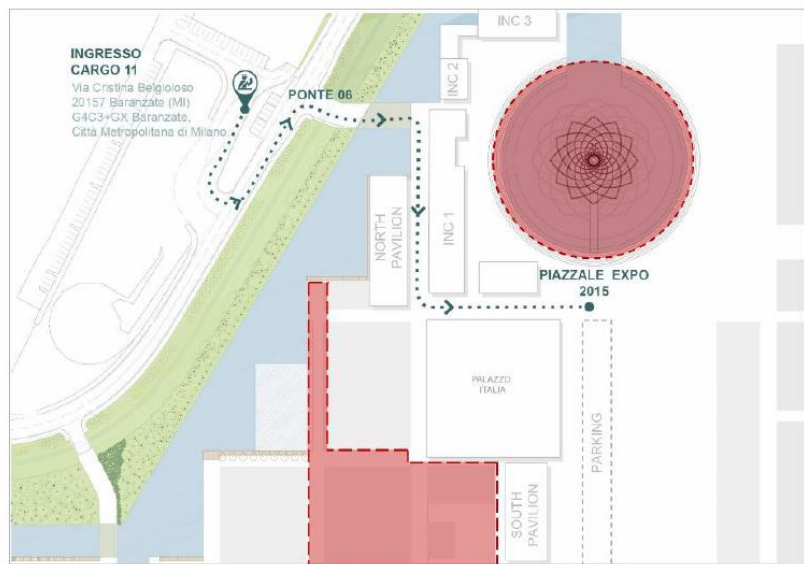 INGRESSO
CARGO 11
Via Cristina Belgioioso
20157 Baranzate (MI)
G4C3+GX Baranzate,
Città Metropolitana di Milano
PONTE 06
INC 3
INC 2
NORTH
PAVILION
INC 1
PIAZZALE EXPO
2015
PALAZZO
ITALIA
PARKING
SOUTH
PAVILION